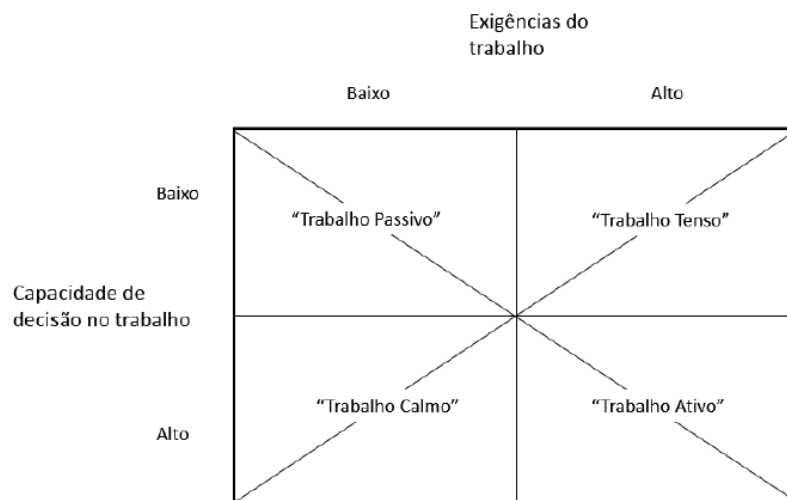 Exigências do
trabalho
Baixo
Alto
Baixo
“Trabalho Passivo”
“Trabalho Tenso”
Capacidade de
decisão no trabalho
“Trabalho Calmo”
“Trabalho Ativo”
Alto